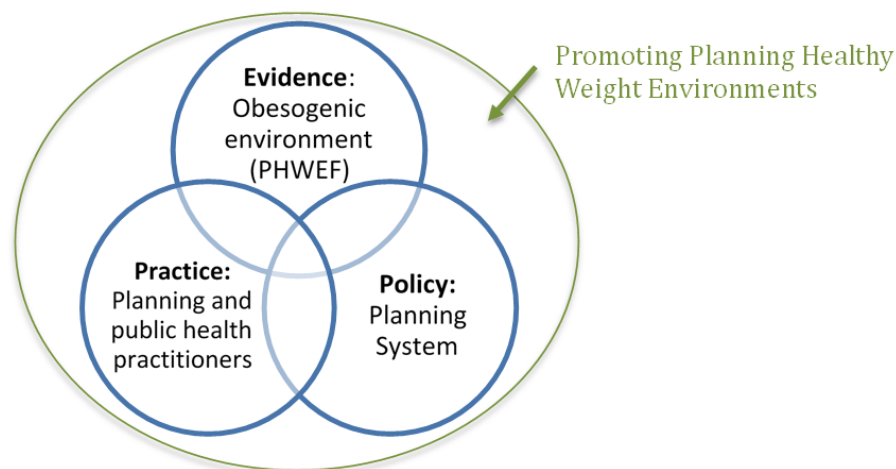 Evidence:
Obesogenic
environment
(PHWEF)
Promoting Planning Healthy
Weight Environments
Practice:
Planning and
public health
practitioners
Policy:
Planning
System